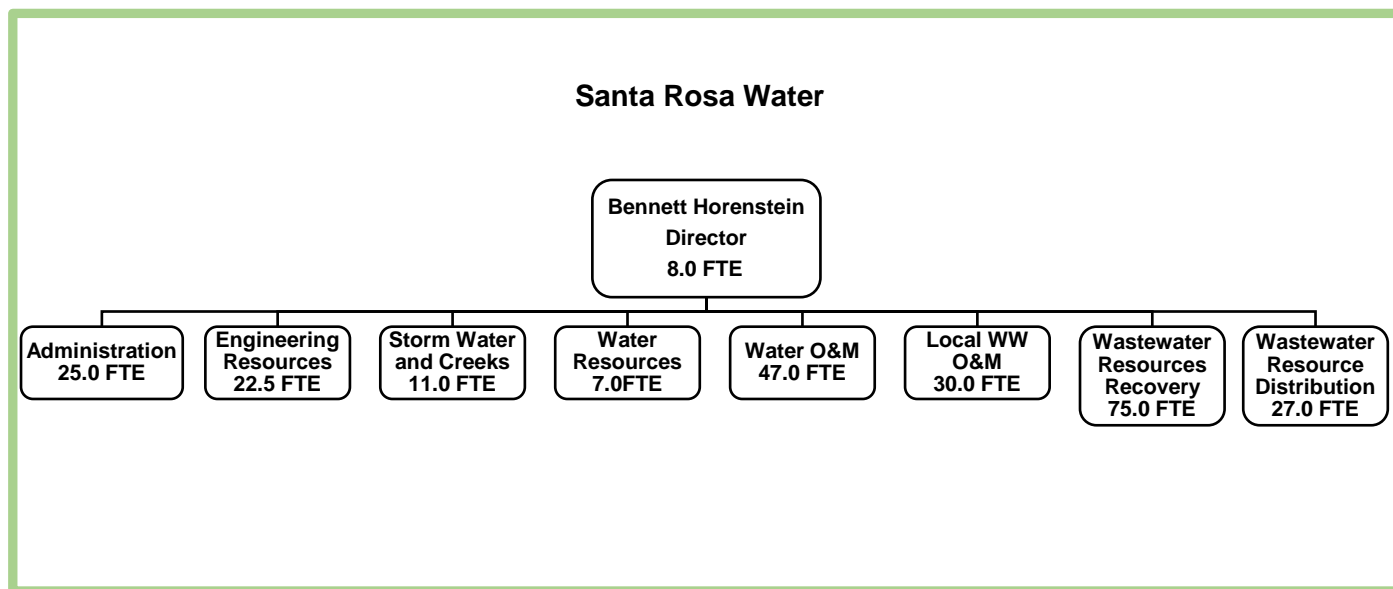 Santa Rosa Water
Bennett Horenstein
Director
8.0 FTE
Administration
25.0 FTE
Engineering
Resources
22.5 FTE
Storm Water
and Creeks
11.0 FTE
Water
Resources
7.0FTE
Water O&M
47.0 FTE
Local WW
O&M
30.0 FTE
Wastewater
Resources
Recovery
75.0 FTE
Wastewater
Resource
Distribution
27.0 FTE